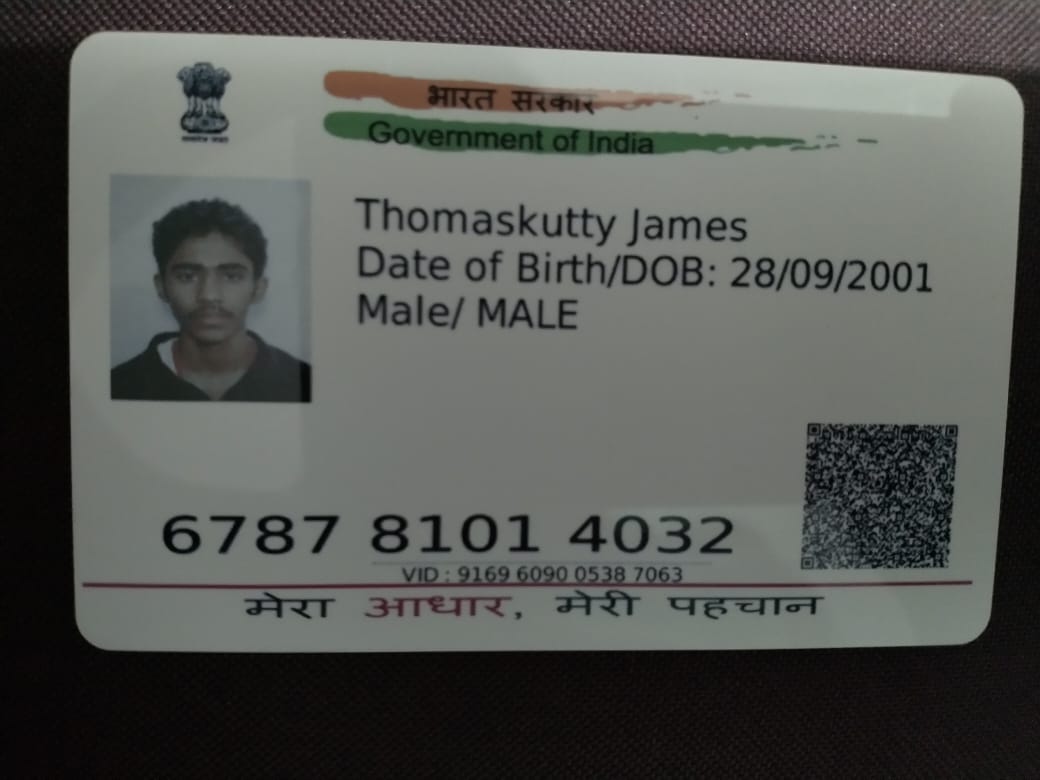 भारत सरकार
Government of India
Thomaskutty James
Date of Birth/DOB: 28/09/2001
Male/ MALE
6787 8101 4032
VID : 9169 6090 0538 7063
मेरा आधार, मेरी पहचान